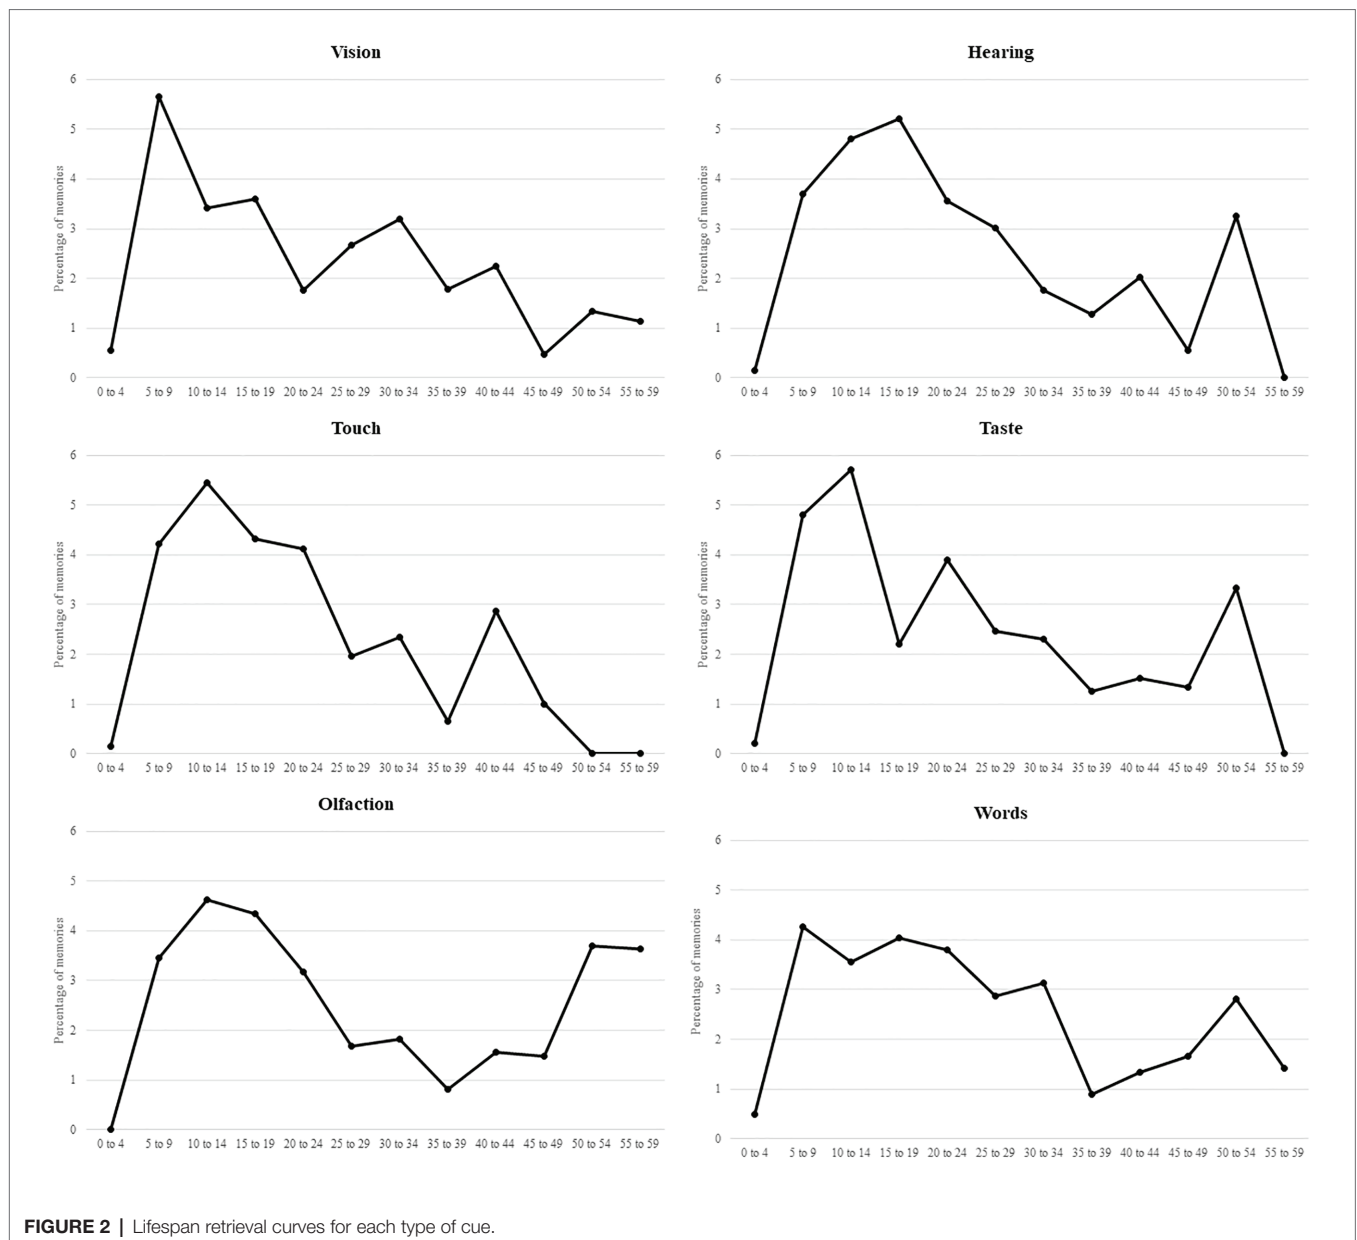 Vision
6
5
4
3
2
1
0
Percentage of memories
0 to 4 5 to 9 10 to 14 15 to 19 20 to 24 25 to 29 30 to 34 35 to 39 40 to 44 45 to 49 50 to 54 55 to 59
Hearing
6
5
4
3
2
1
0
Percentage of memories
0 to 4 5 to 9 10 to 14 15 to 19 20 to 24 25 to 29 30 to 34 35 to 39 40 to 44 45 to 49 50 to 54 55 to 59
Touch
6
5
4
3
2
1
0
Percentage of memories
0 to 4 5 to 9 10 to 14 15 to 19 20 to 24 25 to 29 30 to 34 35 to 39 40 to 44 45 to 49 50 to 54 55 to 59
Taste
6
5
4
3
2
1
0
Percentage of memories
0 to 4 5 to 9 10 to 14 15 to 19 20 to 24 25 to 29 30 to 34 35 to 39 40 to 44 45 to 49 50 to 54 55 to 59
Olfaction
6
5
4
3
2
1
0
Percentage of memories
0 to 4 5 to 9 10 to 14 15 to 19 20 to 24 25 to 29 30 to 34 35 to 39 40 to 44 45 to 49 50 to 54 55 to 59
Words
6
5
4
3
2
1
0
Percentage of memories
0 to 4 5 to 9 10 to 14 15 to 19 20 to 24 25 to 29 30 to 34 35 to 39 40 to 44 45 to 49 50 to 54 55 to 59
FIGURE 2 | Lifespan retrieval curves for each type of cue.